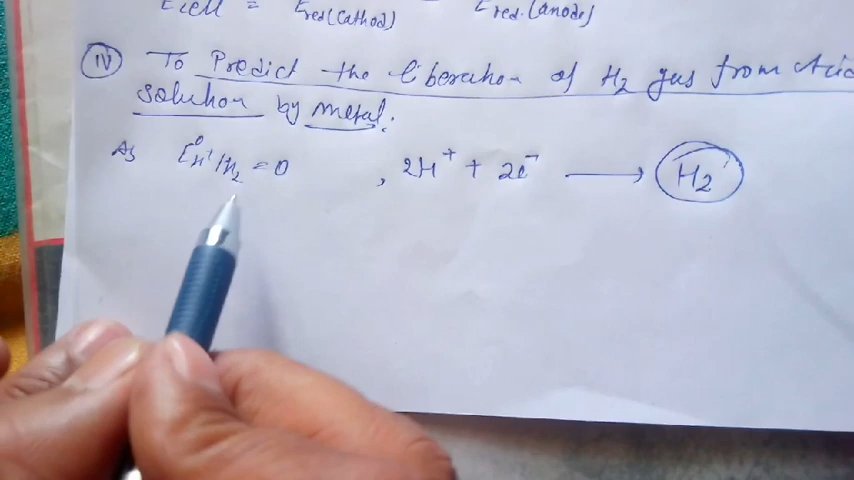 Ecell = Ered(Cathod) - Ered.(anode)
(iv) To Predict the liberation of H2 gas from Acid
solution by metal:
As E⁰H⁺/H2 = 0 , 2H⁺ + 2e⁻ ⟶ H2